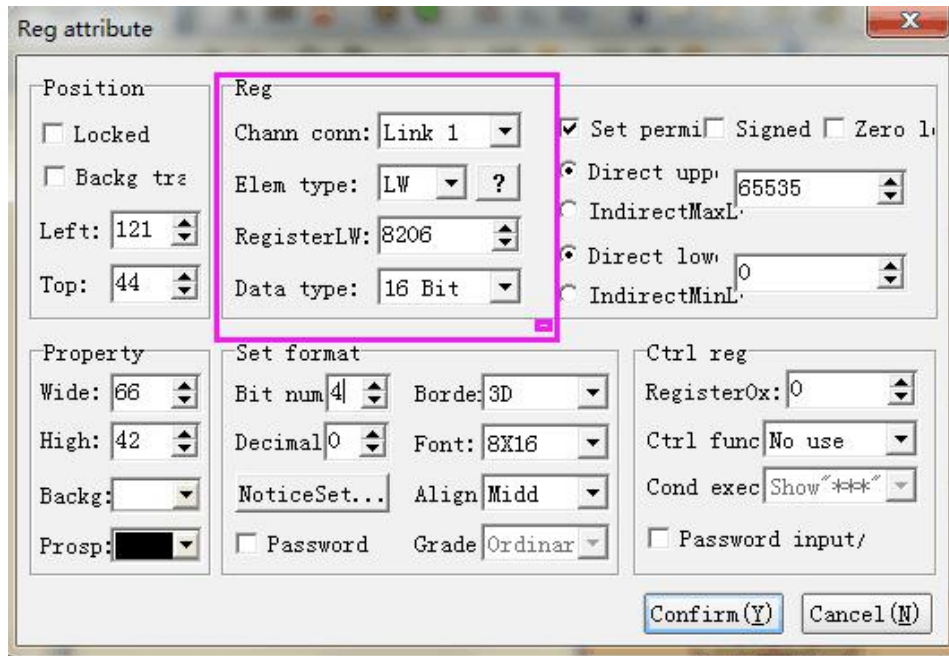 Reg attribute
x
Position
Locked
Backg tra
Left: 121
Top: 44
Reg
Chann conn: Link 1
Elem type: LW ?
RegisterLW: 8206
Data type: 16 Bit
Set permi Signed Zero l
Direct upp 65535
IndirectMaxL
Direct low 0
IndirectMinL
Property
Wide: 66
High: 42
Backg:
Prosp:
Set format
Bit num 4 Borde: 3D
Decimal 0 Font: 8X16
NoticeSet... Align Midd
Password Grade Ordinar
Ctrl reg
Register0x: 0
Ctrl func No use
Cond exec Show"***"
Password input/
Confirm(Y) Cancel(N)